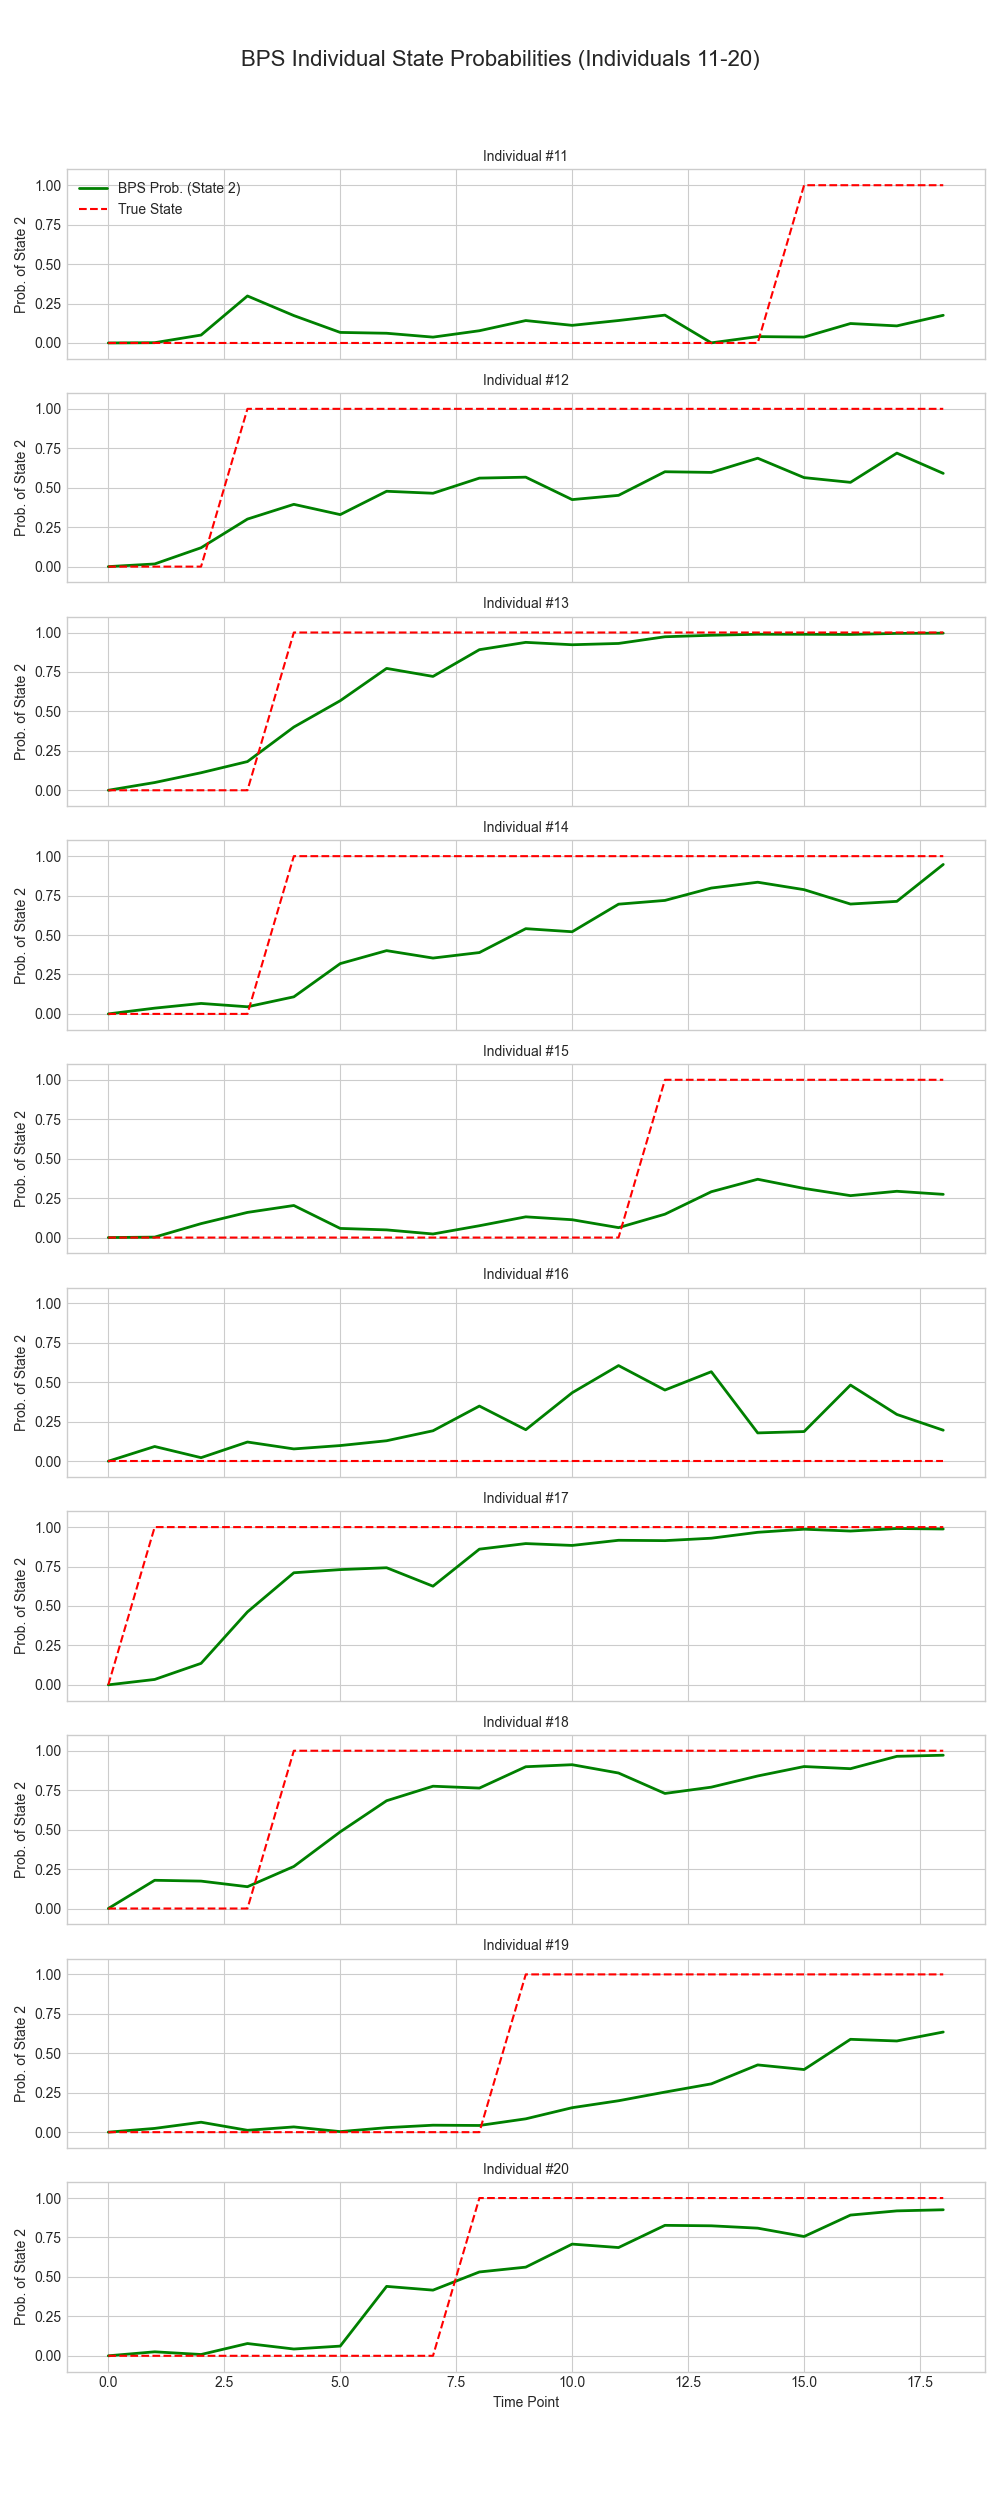 BPS Individual State Probabilities (Individuals 11-20)
Individual #11
BPS Prob. (State 2)
True State
Prob. of State 2
1.00
0.75
0.50
0.25
0.00
Individual #12
Prob. of State 2
1.00
0.75
0.50
0.25
0.00
Individual #13
Prob. of State 2
1.00
0.75
0.50
0.25
0.00
Individual #14
Prob. of State 2
1.00
0.75
0.50
0.25
0.00
Individual #15
Prob. of State 2
1.00
0.75
0.50
0.25
0.00
Individual #16
Prob. of State 2
1.00
0.75
0.50
0.25
0.00
Individual #17
Prob. of State 2
1.00
0.75
0.50
0.25
0.00
Individual #18
Prob. of State 2
1.00
0.75
0.50
0.25
0.00
Individual #19
Prob. of State 2
1.00
0.75
0.50
0.25
0.00
Individual #20
Prob. of State 2
1.00
0.75
0.50
0.25
0.00
0.0 2.5 5.0 7.5 10.0 12.5 15.0 17.5
Time Point